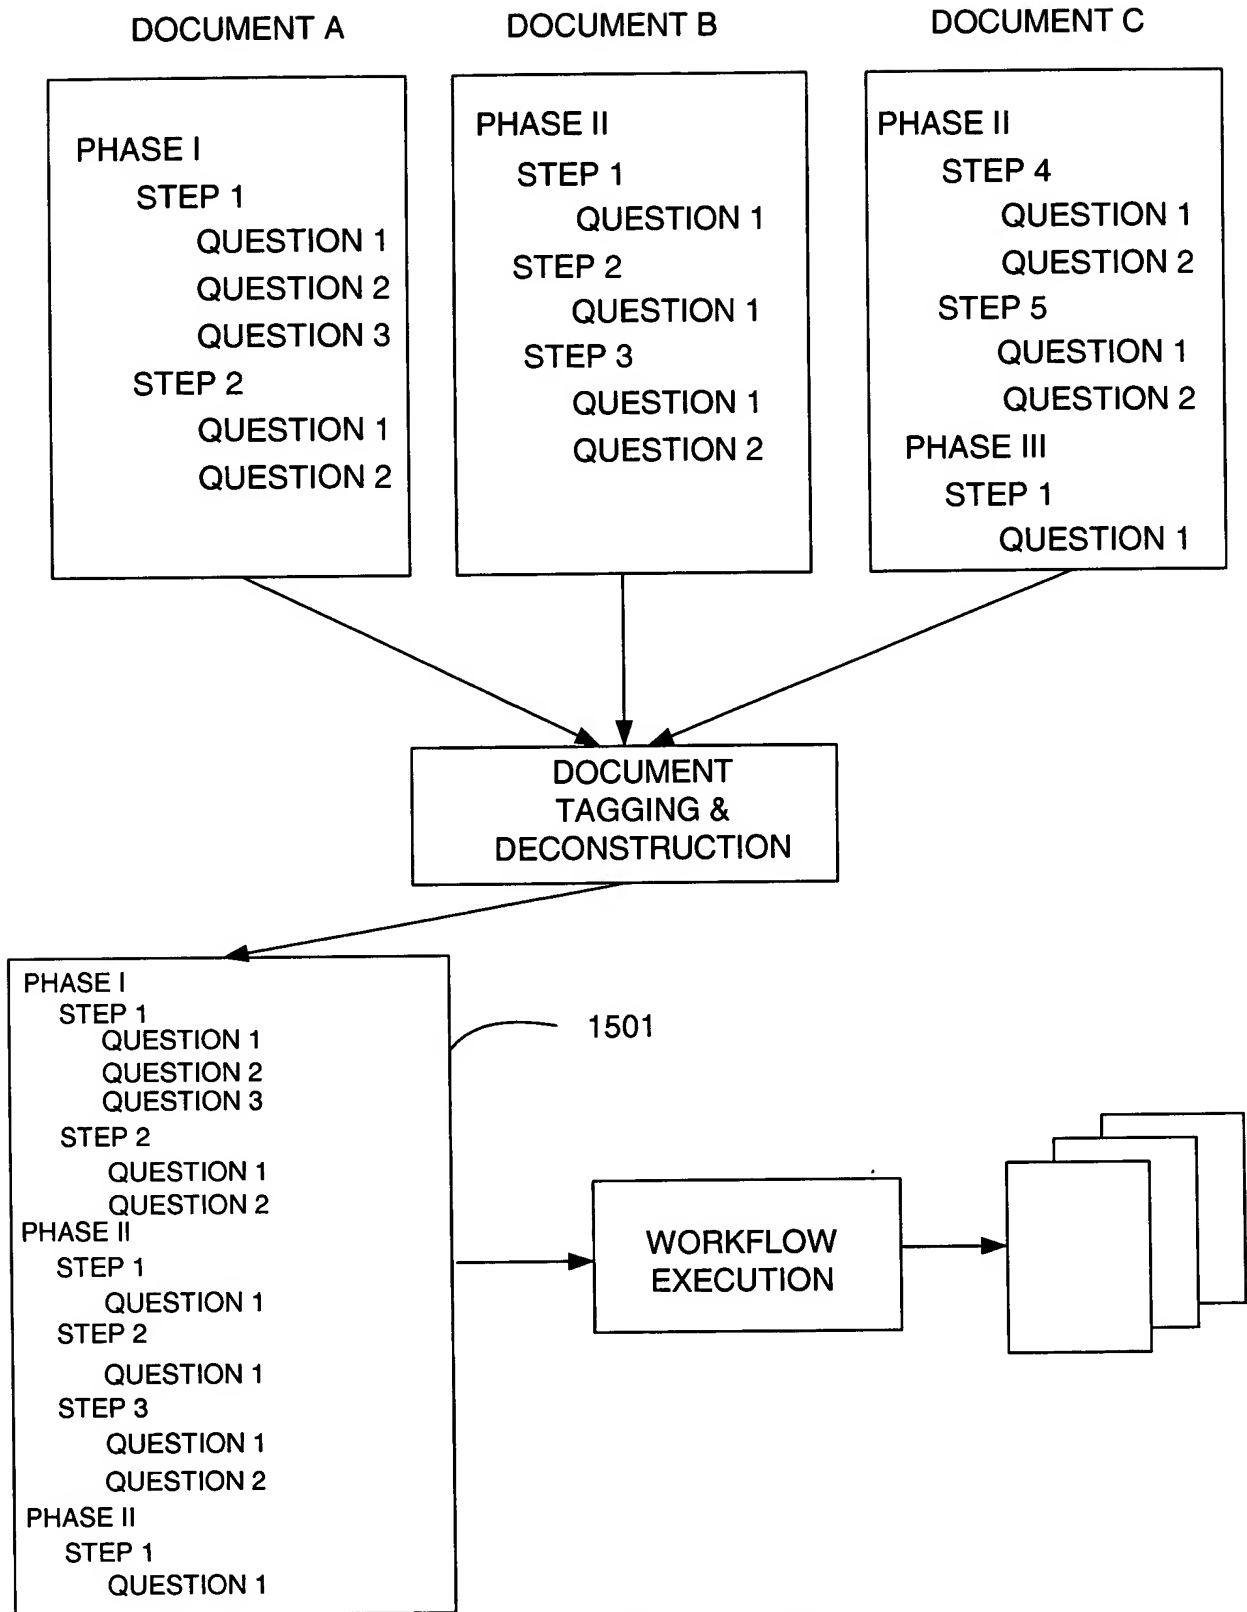 DOCUMENT A
DOCUMENT B
DOCUMENT C
PHASE I
STEP 1
QUESTION 1
QUESTION 2
QUESTION 3
STEP 2
QUESTION 1
QUESTION 2
PHASE II
STEP 1
QUESTION 1
STEP 2
QUESTION 1
STEP 3
QUESTION 1
QUESTION 2
PHASE II
STEP 4
QUESTION 1
QUESTION 2
STEP 5
QUESTION 1
QUESTION 2
PHASE III
STEP 1
QUESTION 1
DOCUMENT
TAGGING &
DECONSTRUCTION
PHASE I
STEP 1
QUESTION 1
QUESTION 2
QUESTION 3
STEP 2
QUESTION 1
QUESTION 2
PHASE II
STEP 1
QUESTION 1
STEP 2
QUESTION 1
STEP 3
QUESTION 1
QUESTION 2
PHASE II
STEP 1
QUESTION 1
1501
WORKFLOW
EXECUTION